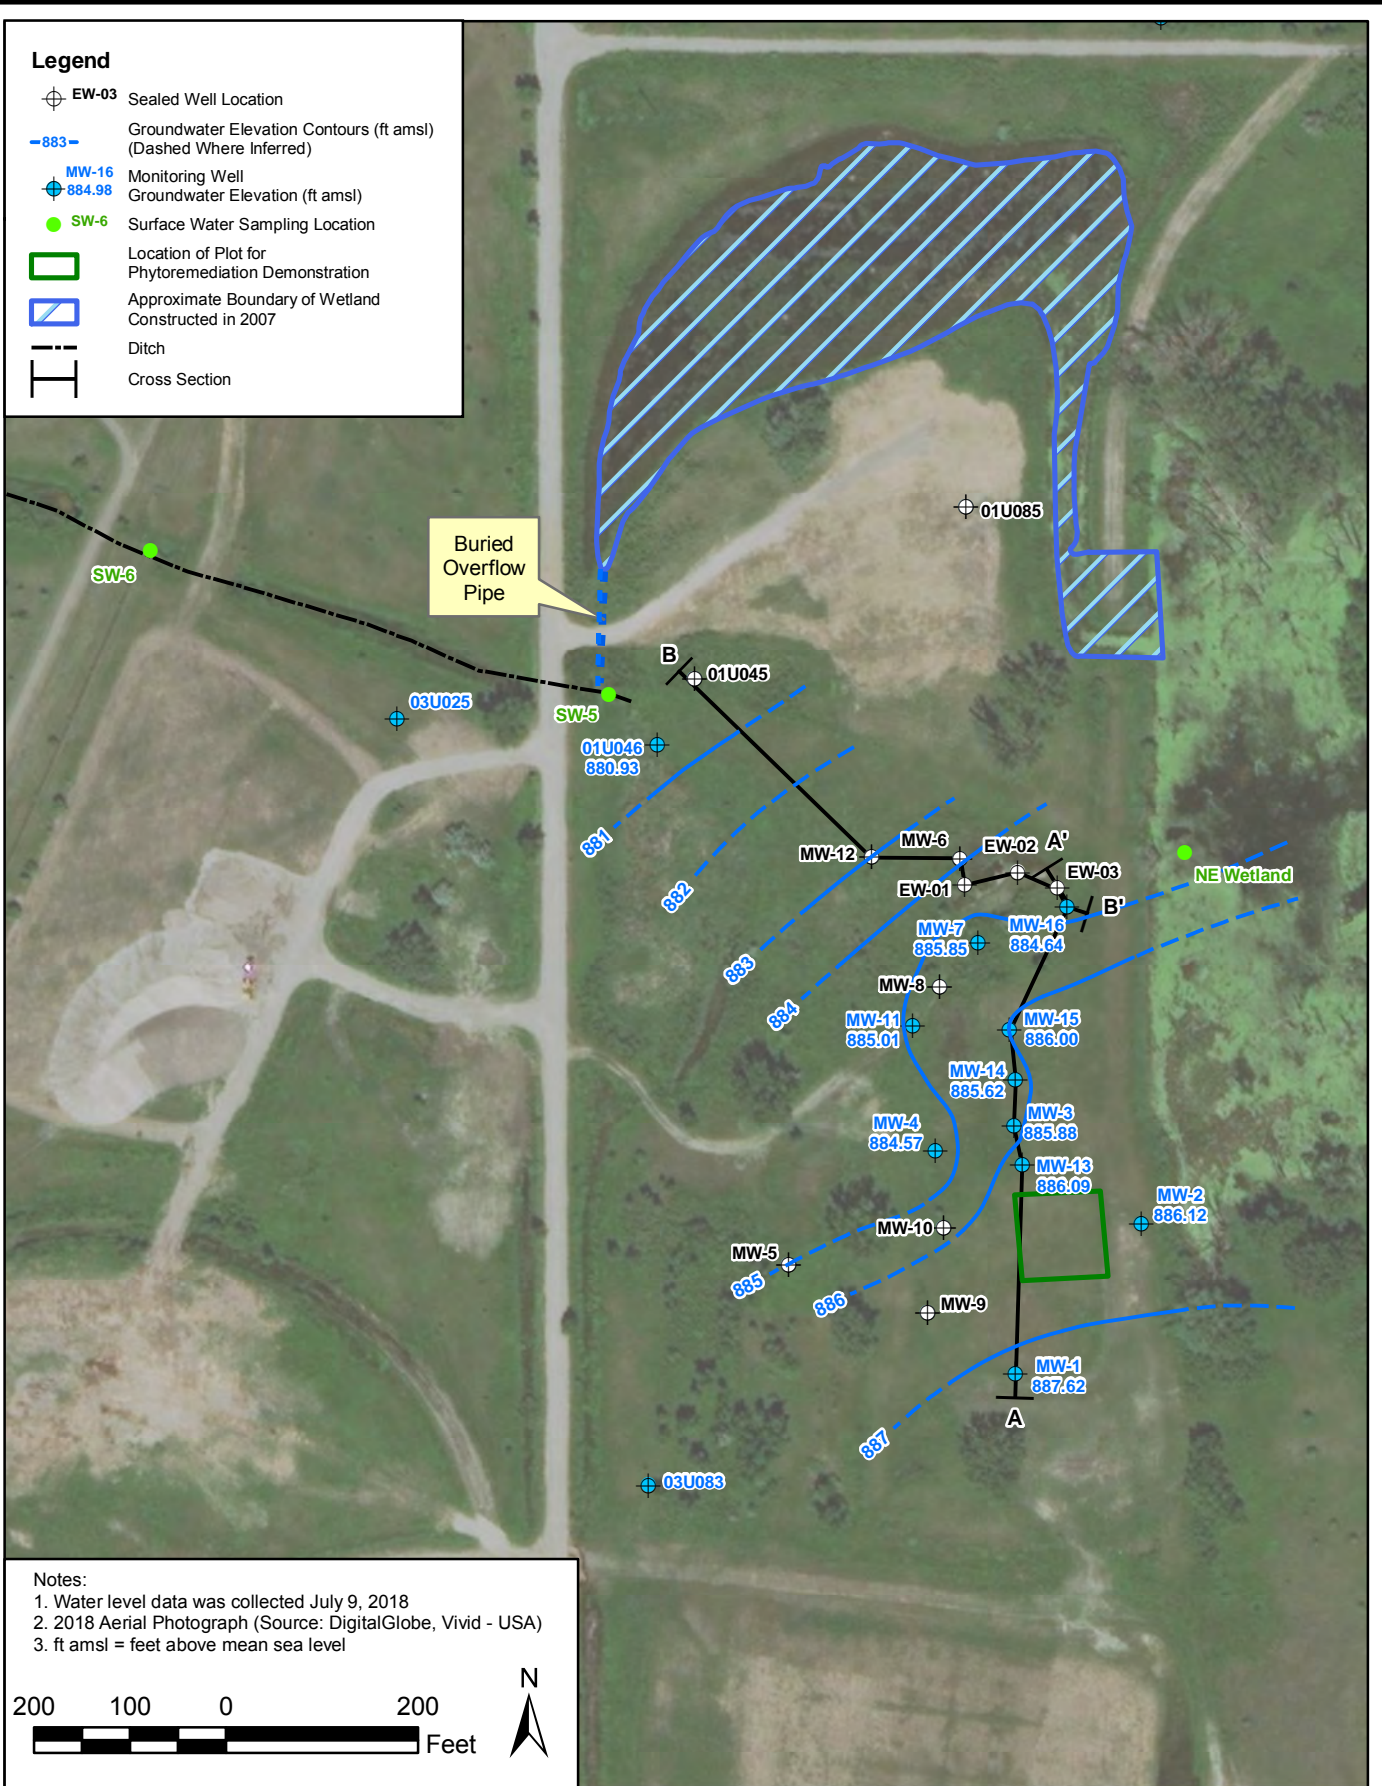 Legend
EW-03 Sealed Well Location
883 Groundwater Elevation Contours (ft amsl)
(Dashed Where Inferred)
MW-16 Monitoring Well
884.98 Groundwater Elevation (ft amsl)
SW-6 Surface Water Sampling Location
Location of Plot for
Phytoremediation Demonstration
Approximate Boundary of Wetland
Constructed in 2007
Ditch
Cross Section
01U085
Buried
Overflow
Pipe
SW-6
B
01U045
03U025
SW-5
01U046
880.93
881
882
MW-12
MW-6
EW-02
A'
EW-01
EW-03
NE Wetland
B'
883
MW-7
885.85
MW-16
884.64
MW-8
884
MW-11
885.01
MW-15
886.00
MW-14
885.62
MW-4
884.57
MW-3
885.88
MW-13
886.09
MW-2
886.12
MW-10
MW-5
885
886
MW-9
MW-1
887.62
A
887
03U083
Notes:
1. Water level data was collected July 9, 2018
2. 2018 Aerial Photograph (Source: DigitalGlobe, Vivid - USA)
3. ft amsl = feet above mean sea level
N
200 100 0 200
Feet